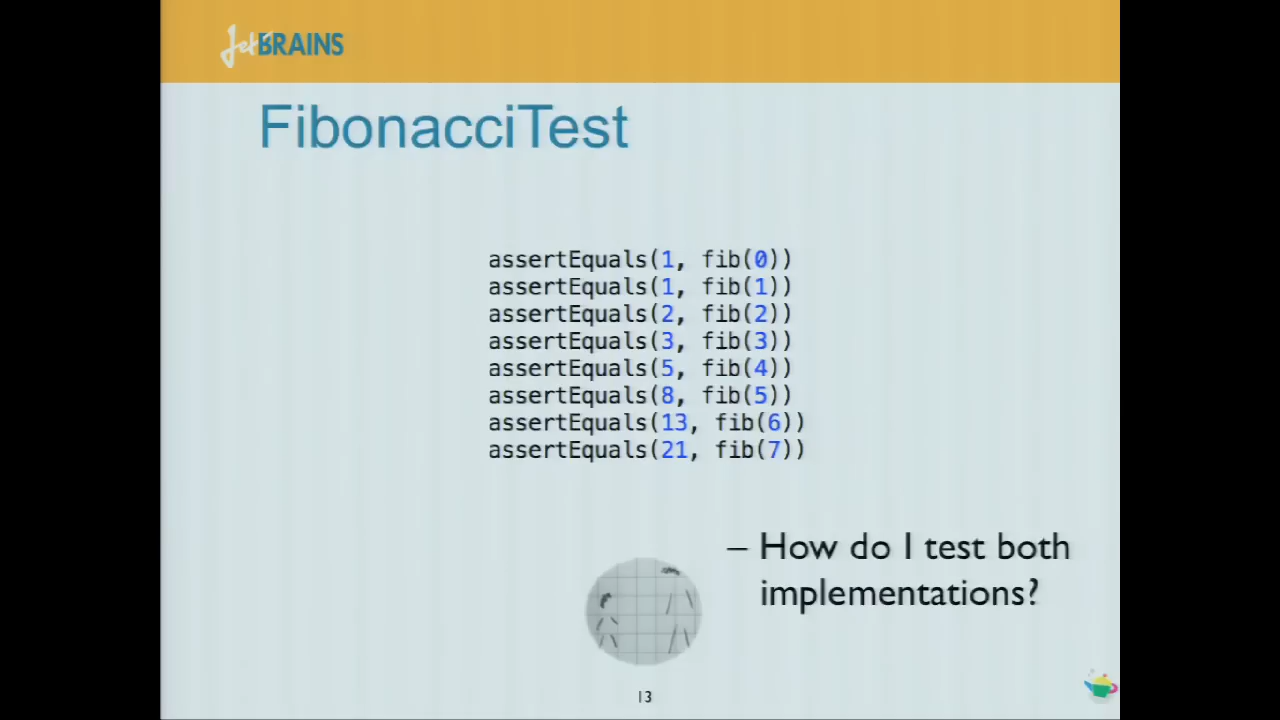 JetBRAINS
FibonacciTest
assertEquals(1, fib(0))
assertEquals(1, fib(1))
assertEquals(2, fib(2))
assertEquals(3, fib(3))
assertEquals(5, fib(4))
assertEquals(8, fib(5))
assertEquals(13, fib(6))
assertEquals(21, fib(7))
– How do I test both
implementations?
13